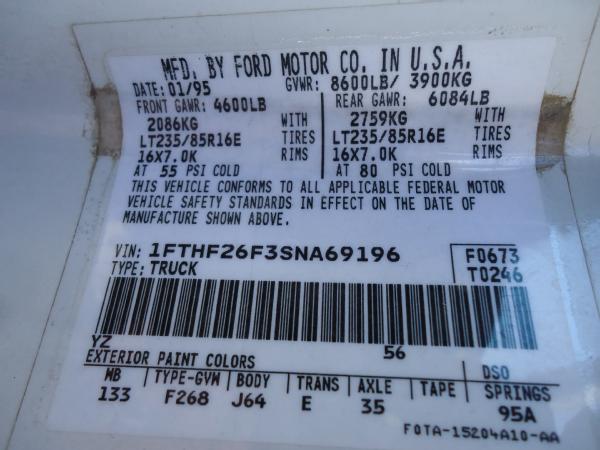 MFD. BY FORD MOTOR CO. IN U.S.A.
DATE: 01/95 GVWR: 8600LB/ 3900KG
FRONT GAWR: 4600LB REAR GAWR: 6084LB
2086KG WITH 2759KG WITH
LT235/85R16E TIRES LT235/85R16E TIRES
16X7.0K RIMS 16X7.0K RIMS
AT 55 PSI COLD AT 80 PSI COLD
THIS VEHICLE CONFORMS TO ALL APPLICABLE FEDERAL MOTOR
VEHICLE SAFETY STANDARDS IN EFFECT ON THE DATE OF
MANUFACTURE SHOWN ABOVE.
VIN: 1FTHF26F3SNA69196 F0673
TYPE: TRUCK T0246
YZ 56
EXTERIOR PAINT COLORS DSO
WB TYPE-GVW BODY TRANS AXLE TAPE SPRINGS
133 F268 J64 E 35 95A
F0TA-15204A10-AA